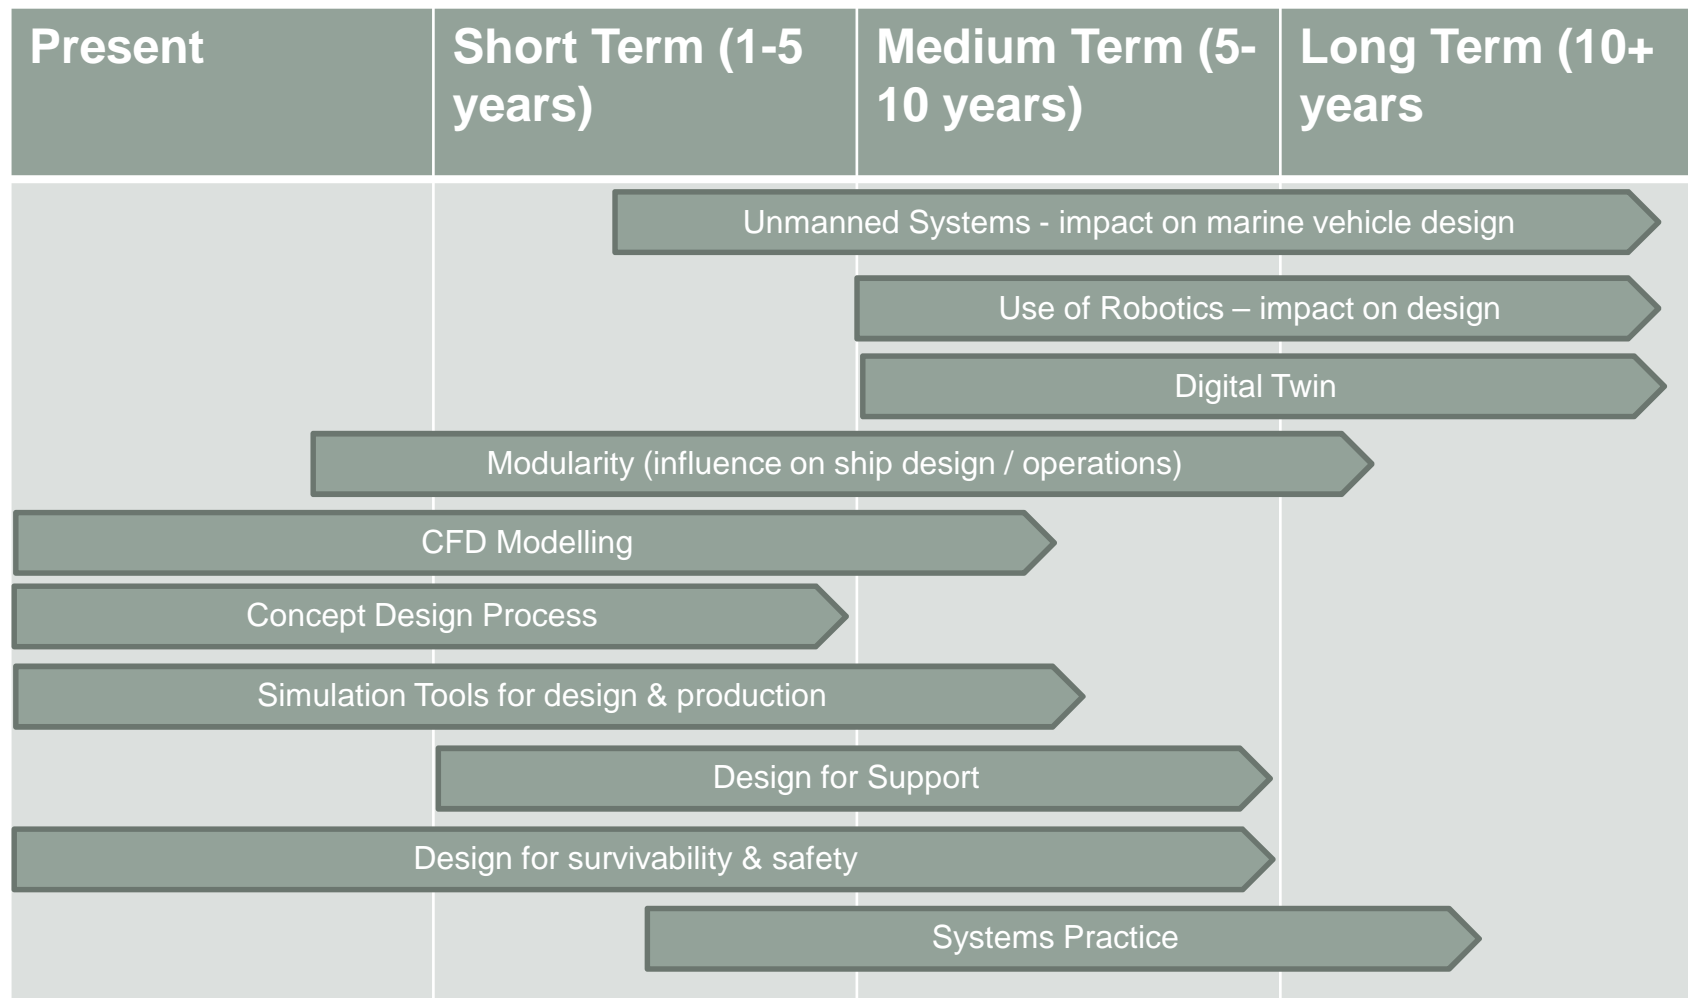 Present
Short Term (1-5
years)
Medium Term (5-
10 years)
Long Term (10+
years
Unmanned Systems - impact on marine vehicle design
Use of Robotics – impact on design
Digital Twin
Modularity (influence on ship design / operations)
CFD Modelling
Concept Design Process
Simulation Tools for design & production
Design for Support
Design for survivability & safety
Systems Practice